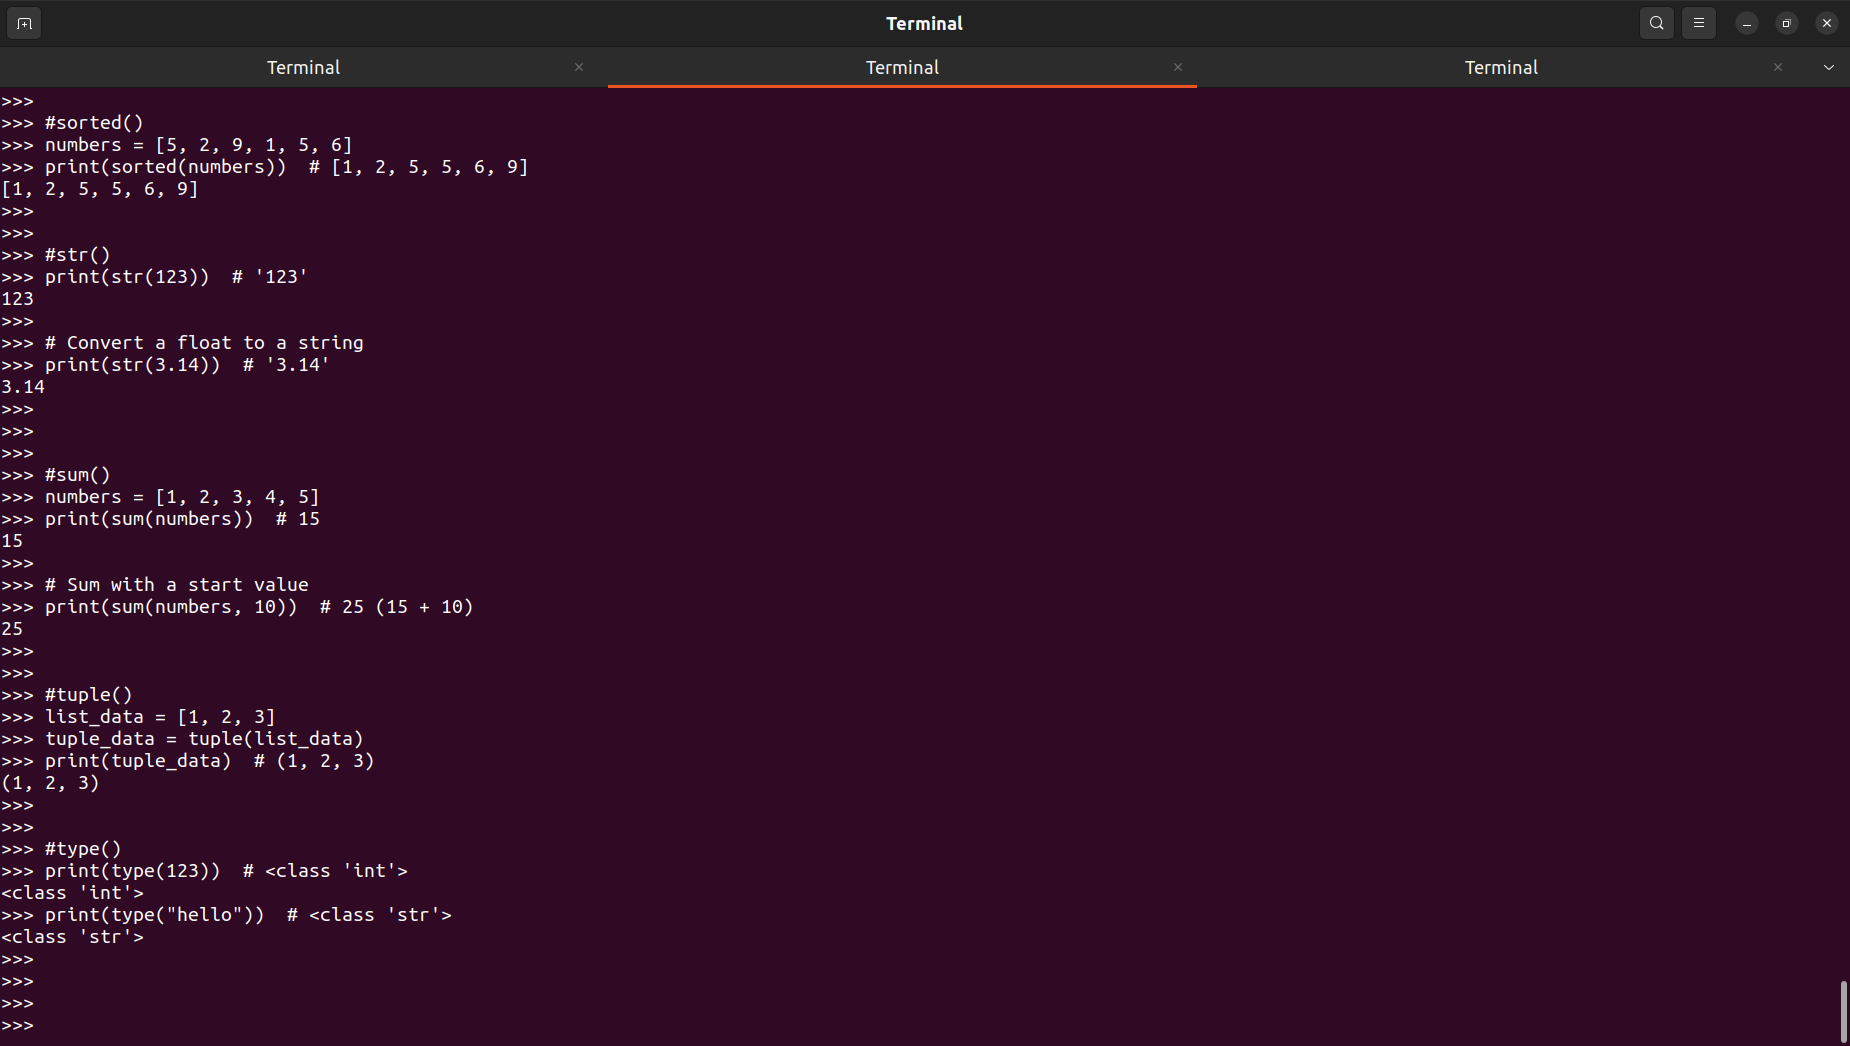 Terminal
Terminal
Terminal
Terminal
>>>
>>> #sorted()
>>> numbers = [5, 2, 9, 1, 5, 6]
>>> print(sorted(numbers))  # [1, 2, 5, 5, 6, 9]
[1, 2, 5, 5, 6, 9]
>>>
>>>
>>> #str()
>>> print(str(123))  # '123'
123
>>>
>>> # Convert a float to a string
>>> print(str(3.14))  # '3.14'
3.14
>>>
>>>
>>>
>>> #sum()
>>> numbers = [1, 2, 3, 4, 5]
>>> print(sum(numbers))  # 15
15
>>>
>>> # Sum with a start value
>>> print(sum(numbers, 10))  # 25 (15 + 10)
25
>>>
>>>
>>> #tuple()
>>> list_data = [1, 2, 3]
>>> tuple_data = tuple(list_data)
>>> print(tuple_data)  # (1, 2, 3)
(1, 2, 3)
>>>
>>>
>>> #type()
>>> print(type(123))  # <class 'int'>
<class 'int'>
>>> print(type("hello"))  # <class 'str'>
<class 'str'>
>>>
>>>
>>>
>>>